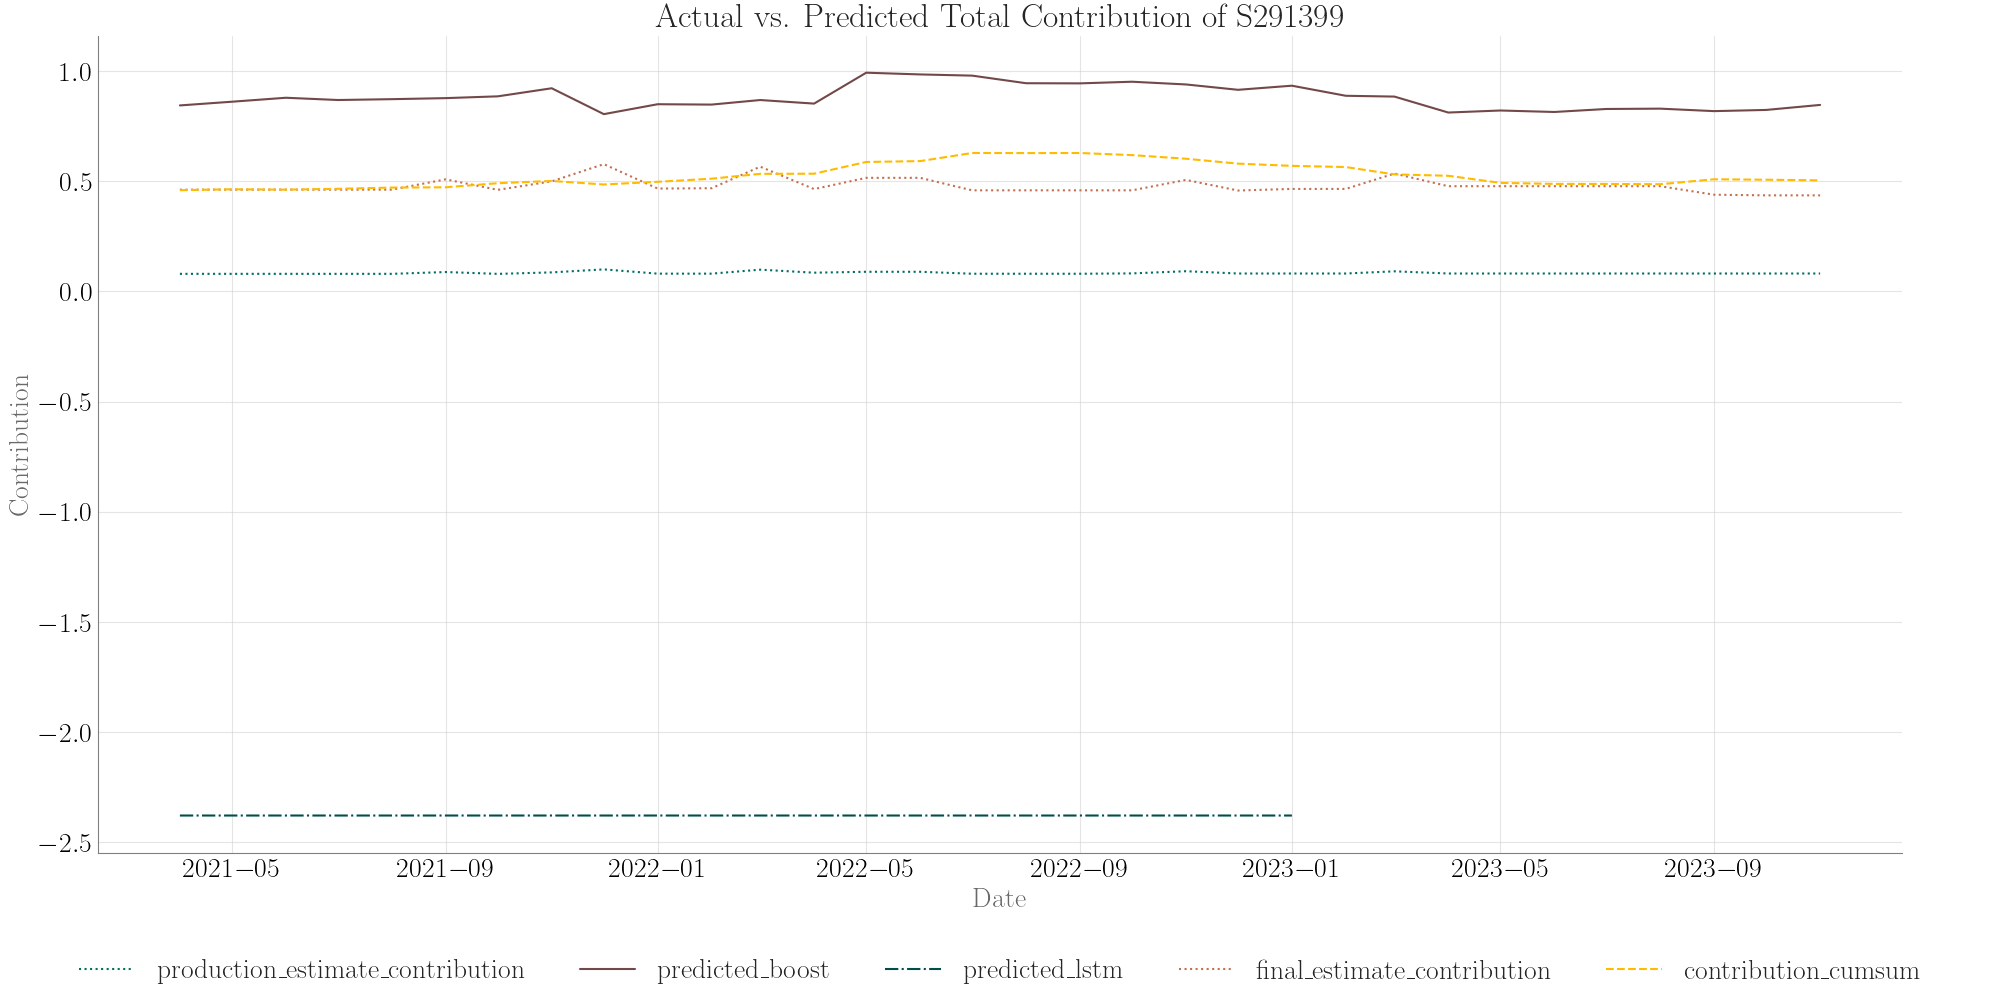 Actual vs. Predicted Total Contribution of S291399
1.0
0.5
0.0
−0.5
−1.0
−1.5
−2.0
−2.5
Contribution
2021−05 2021−09 2022−01 2022−05 2022−09 2023−01 2023−05 2023−09
Date
production_estimate_contribution predicted_boost predicted_lstm final_estimate_contribution contribution_cumsum